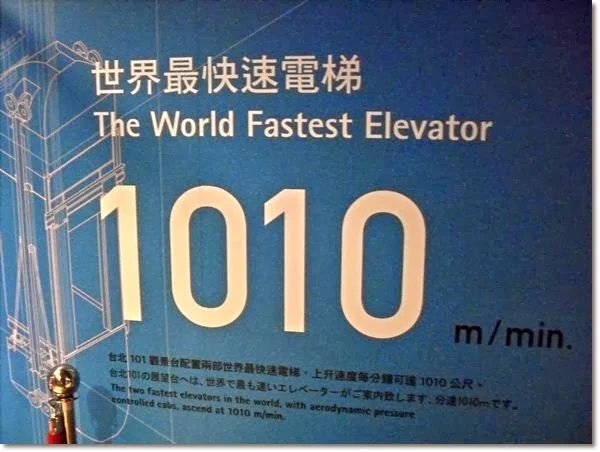 世界最快速電梯
The World Fastest Elevator
1010 m/min.
台北101觀景台配置兩部世界最快速電梯，上升速度每分鐘可達1010公尺。
台北101の展望台へは、世界で最も速いエレベーターがご案内致します、分速1010mです。
The two fastest elevators in the world, with aerodynamic pressure
controlled cabs, ascend at 1010 m/min.